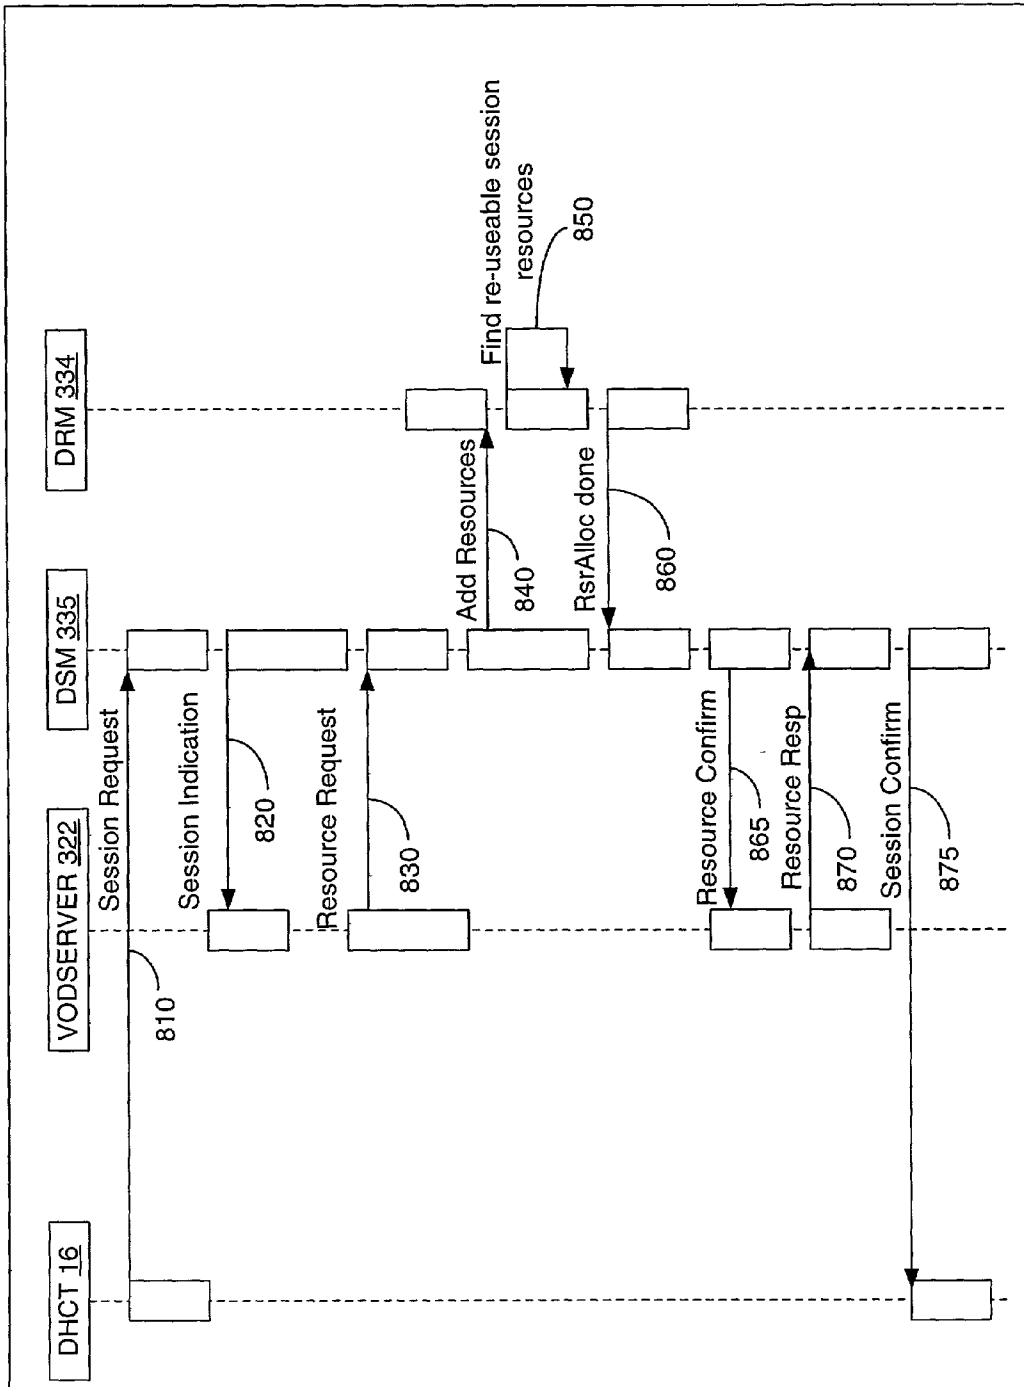 DHCT 16
VODSERVER 322
DSM 335
DRM 334
Session Request
810
Session Indication
820
Resource Request
830
Add Resources
840
Find re-useable session
resources
850
RsrAlloc done
860
Resource Confirm
865
Resource Resp
870
Session Confirm
875